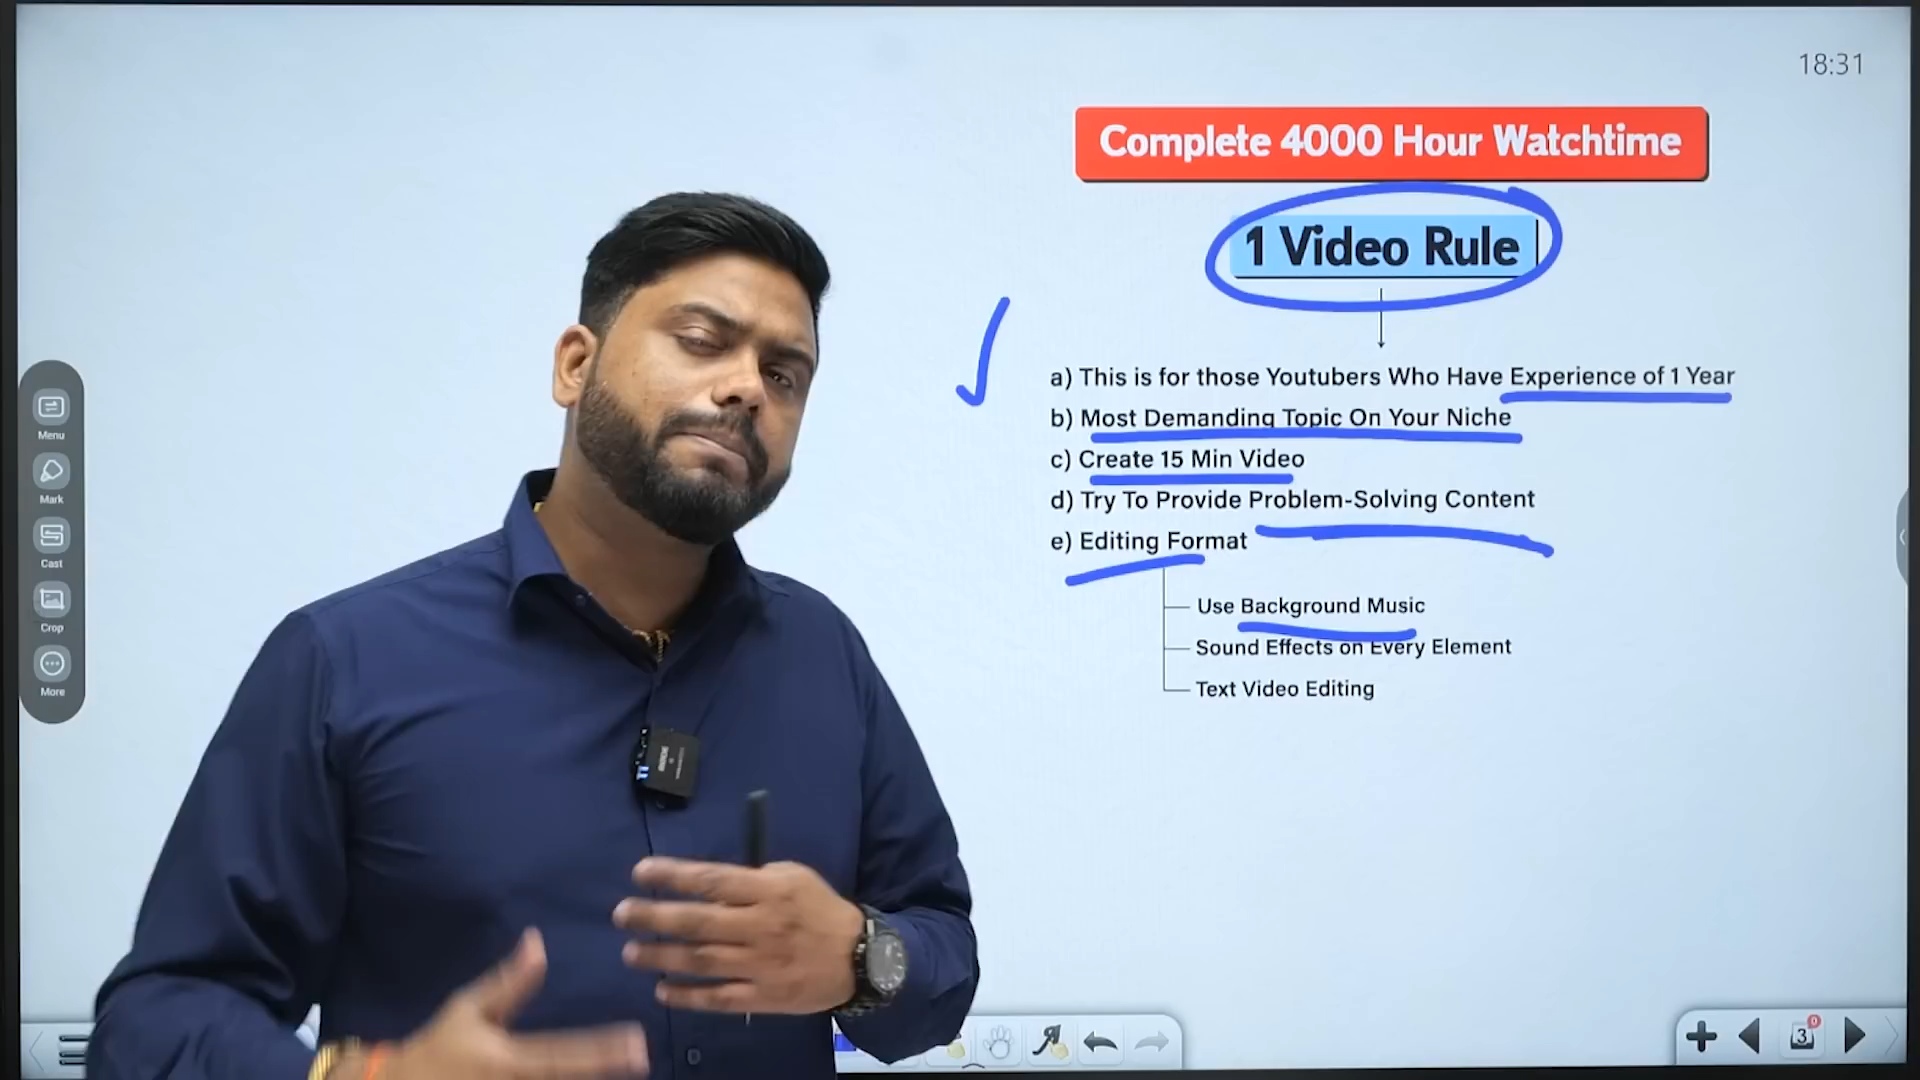 18:31
Complete 4000 Hour Watchtime
1 Video Rule
a) This is for those Youtubers Who Have Experience of 1 Year
b) Most Demanding Topic On Your Niche
c) Create 15 Min Video
d) Try To Provide Problem-Solving Content
e) Editing Format
Use Background Music
Sound Effects on Every Element
Text Video Editing
Menu
Mark
Cast
Crop
More
3
0